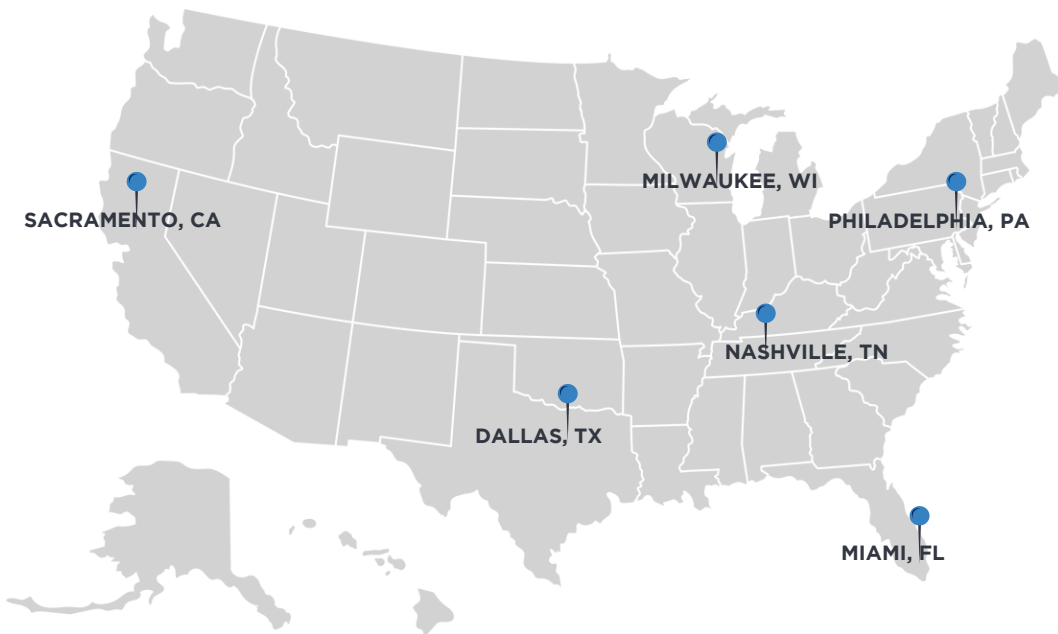 MILWAUKEE, WI
SACRAMENTO, CA
PHILADELPHIA, PA
NASHVILLE, TN
DALLAS, TX
MIAMI, FL